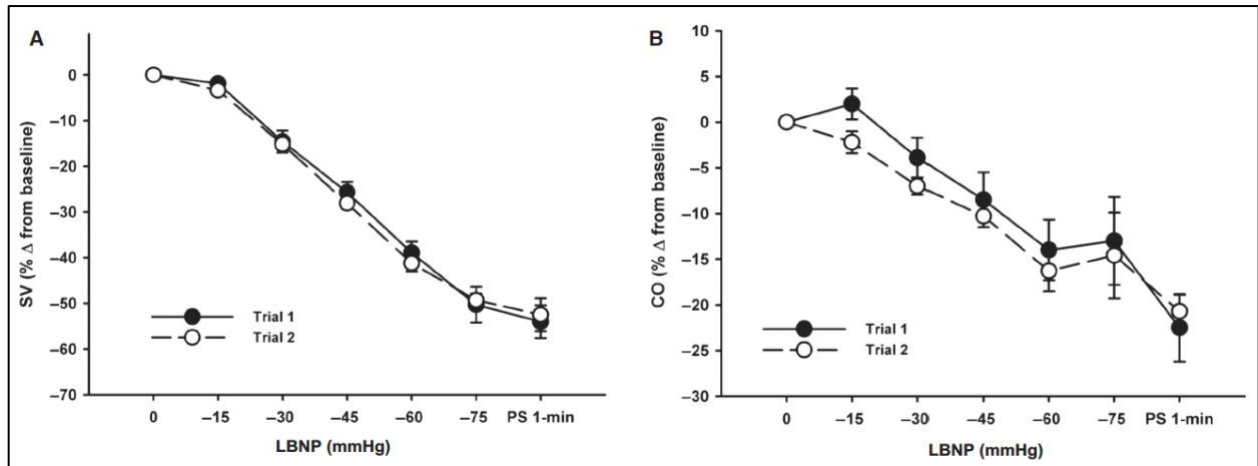 A
SV (% Δ from baseline)
0
–10
–20
–30
–40
–50
–60
–70
Trial 1
Trial 2
0 –15 –30 –45 –60 –75 PS 1-min
LBNP (mmHg)
B
CO (% Δ from baseline)
10
5
0
–5
–10
–15
–20
–25
–30
Trial 1
Trial 2
0 –15 –30 –45 –60 –75 PS 1-min
LBNP (mmHg)